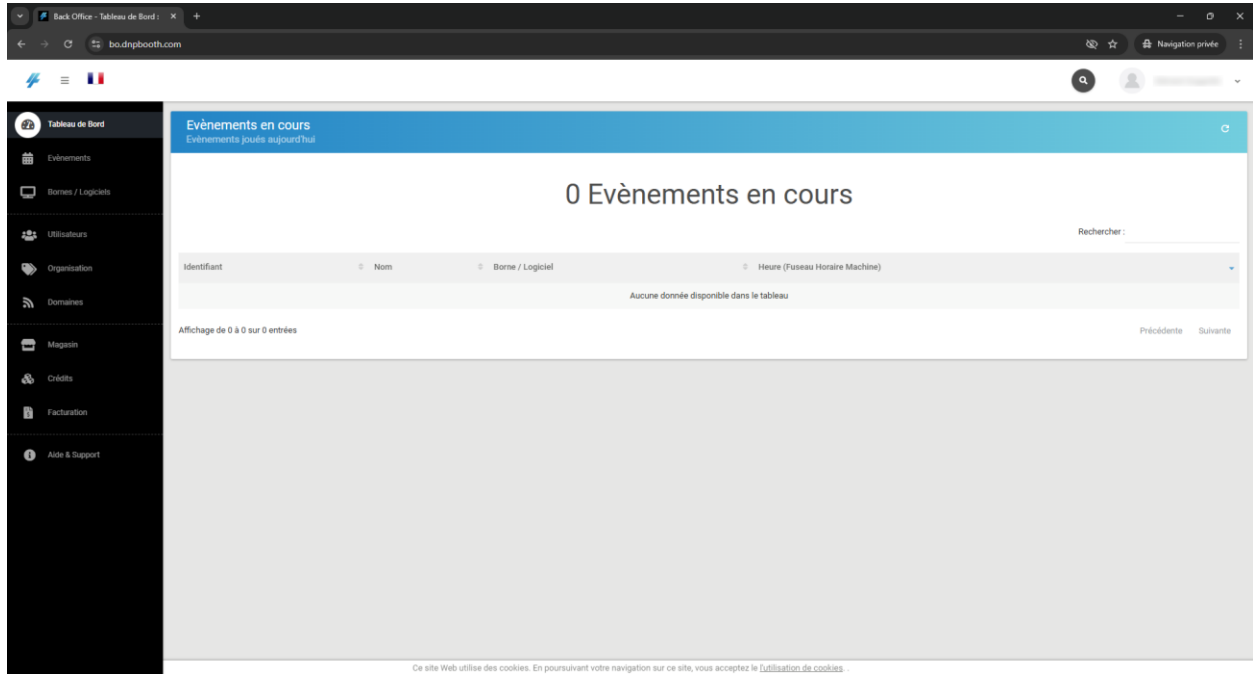 Back Office - Tableau de Bord :
bo.dnpbooth.com
Navigation privée
Tableau de Bord
Evènements
Bornes / Logiciels
Utilisateurs
Organisation
Domaines
Magasin
Crédits
Facturation
Aide & Support
Evènements en cours
Evènements joués aujourd'hui
0 Evènements en cours
Rechercher :
Identifiant Nom Borne / Logiciel Heure (Fuseau Horaire Machine)
Aucune donnée disponible dans le tableau
Affichage de 0 à 0 sur 0 entrées
Précédente Suivante
Ce site Web utilise des cookies. En poursuivant votre navigation sur ce site, vous acceptez le l'utilisation de cookies. .